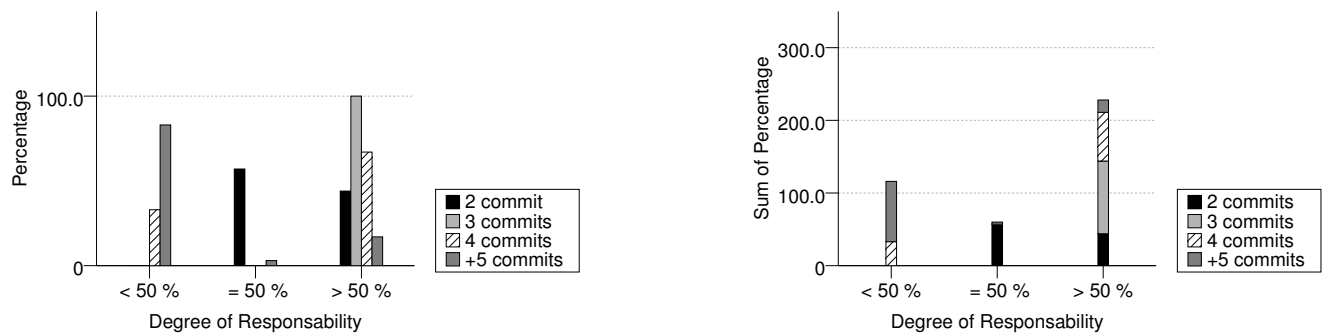 Percentage
100.0
0
< 50 %
= 50 %
> 50 %
Degree of Responsability
2 commit
3 commits
4 commits
+5 commits
Sum of Percentage
300.0
200.0
100.0
0
< 50 %
= 50 %
> 50 %
Degree of Responsability
2 commits
3 commits
4 commits
+5 commits